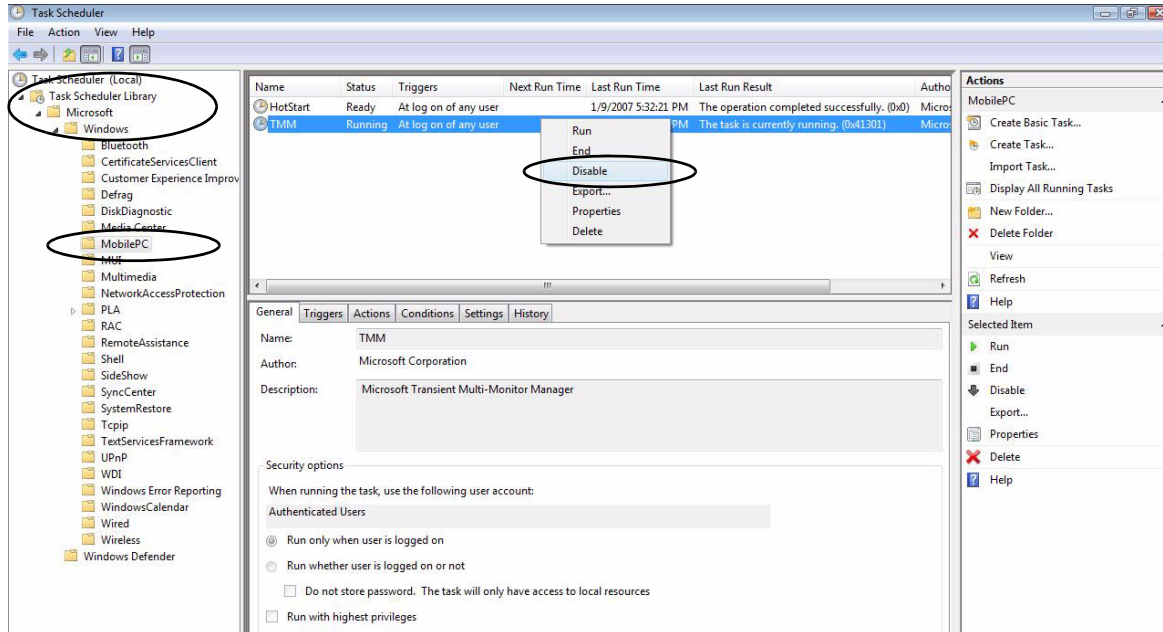 Task Scheduler
File Action View Help
Task Scheduler (Local)
Task Scheduler Library
Microsoft
Windows
Bluetooth
CertificateServicesClient
Customer Experience Improv
Defrag
DiskDiagnostic
Media Center
MobilePC
MUI
Multimedia
NetworkAccessProtection
PLA
RAC
RemoteAssistance
Shell
SideShow
SyncCenter
SystemRestore
Tcpip
TextServicesFramework
UPnP
WDI
Windows Error Reporting
WindowsCalendar
Wired
Wireless
Windows Defender
Name Status Triggers Next Run Time Last Run Time Last Run Result Autho
HotStart Ready At log on of any user 1/9/2007 5:32:21 PM The operation completed successfully. (0x0) Micros
TMM Running At log on of any user PM The task is currently running. (0x41301) Micros
Run
End
Disable
Export...
Properties
Delete
General Triggers Actions Conditions Settings History
Name: TMM
Author: Microsoft Corporation
Description: Microsoft Transient Multi-Monitor Manager
Security options
When running the task, use the following user account:
Authenticated Users
Run only when user is logged on
Run whether user is logged on or not
Do not store password. The task will only have access to local resources
Run with highest privileges
Actions
MobilePC
Create Basic Task...
Create Task...
Import Task...
Display All Running Tasks
New Folder...
Delete Folder
View
Refresh
Help
Selected Item
Run
End
Disable
Export...
Properties
Delete
Help